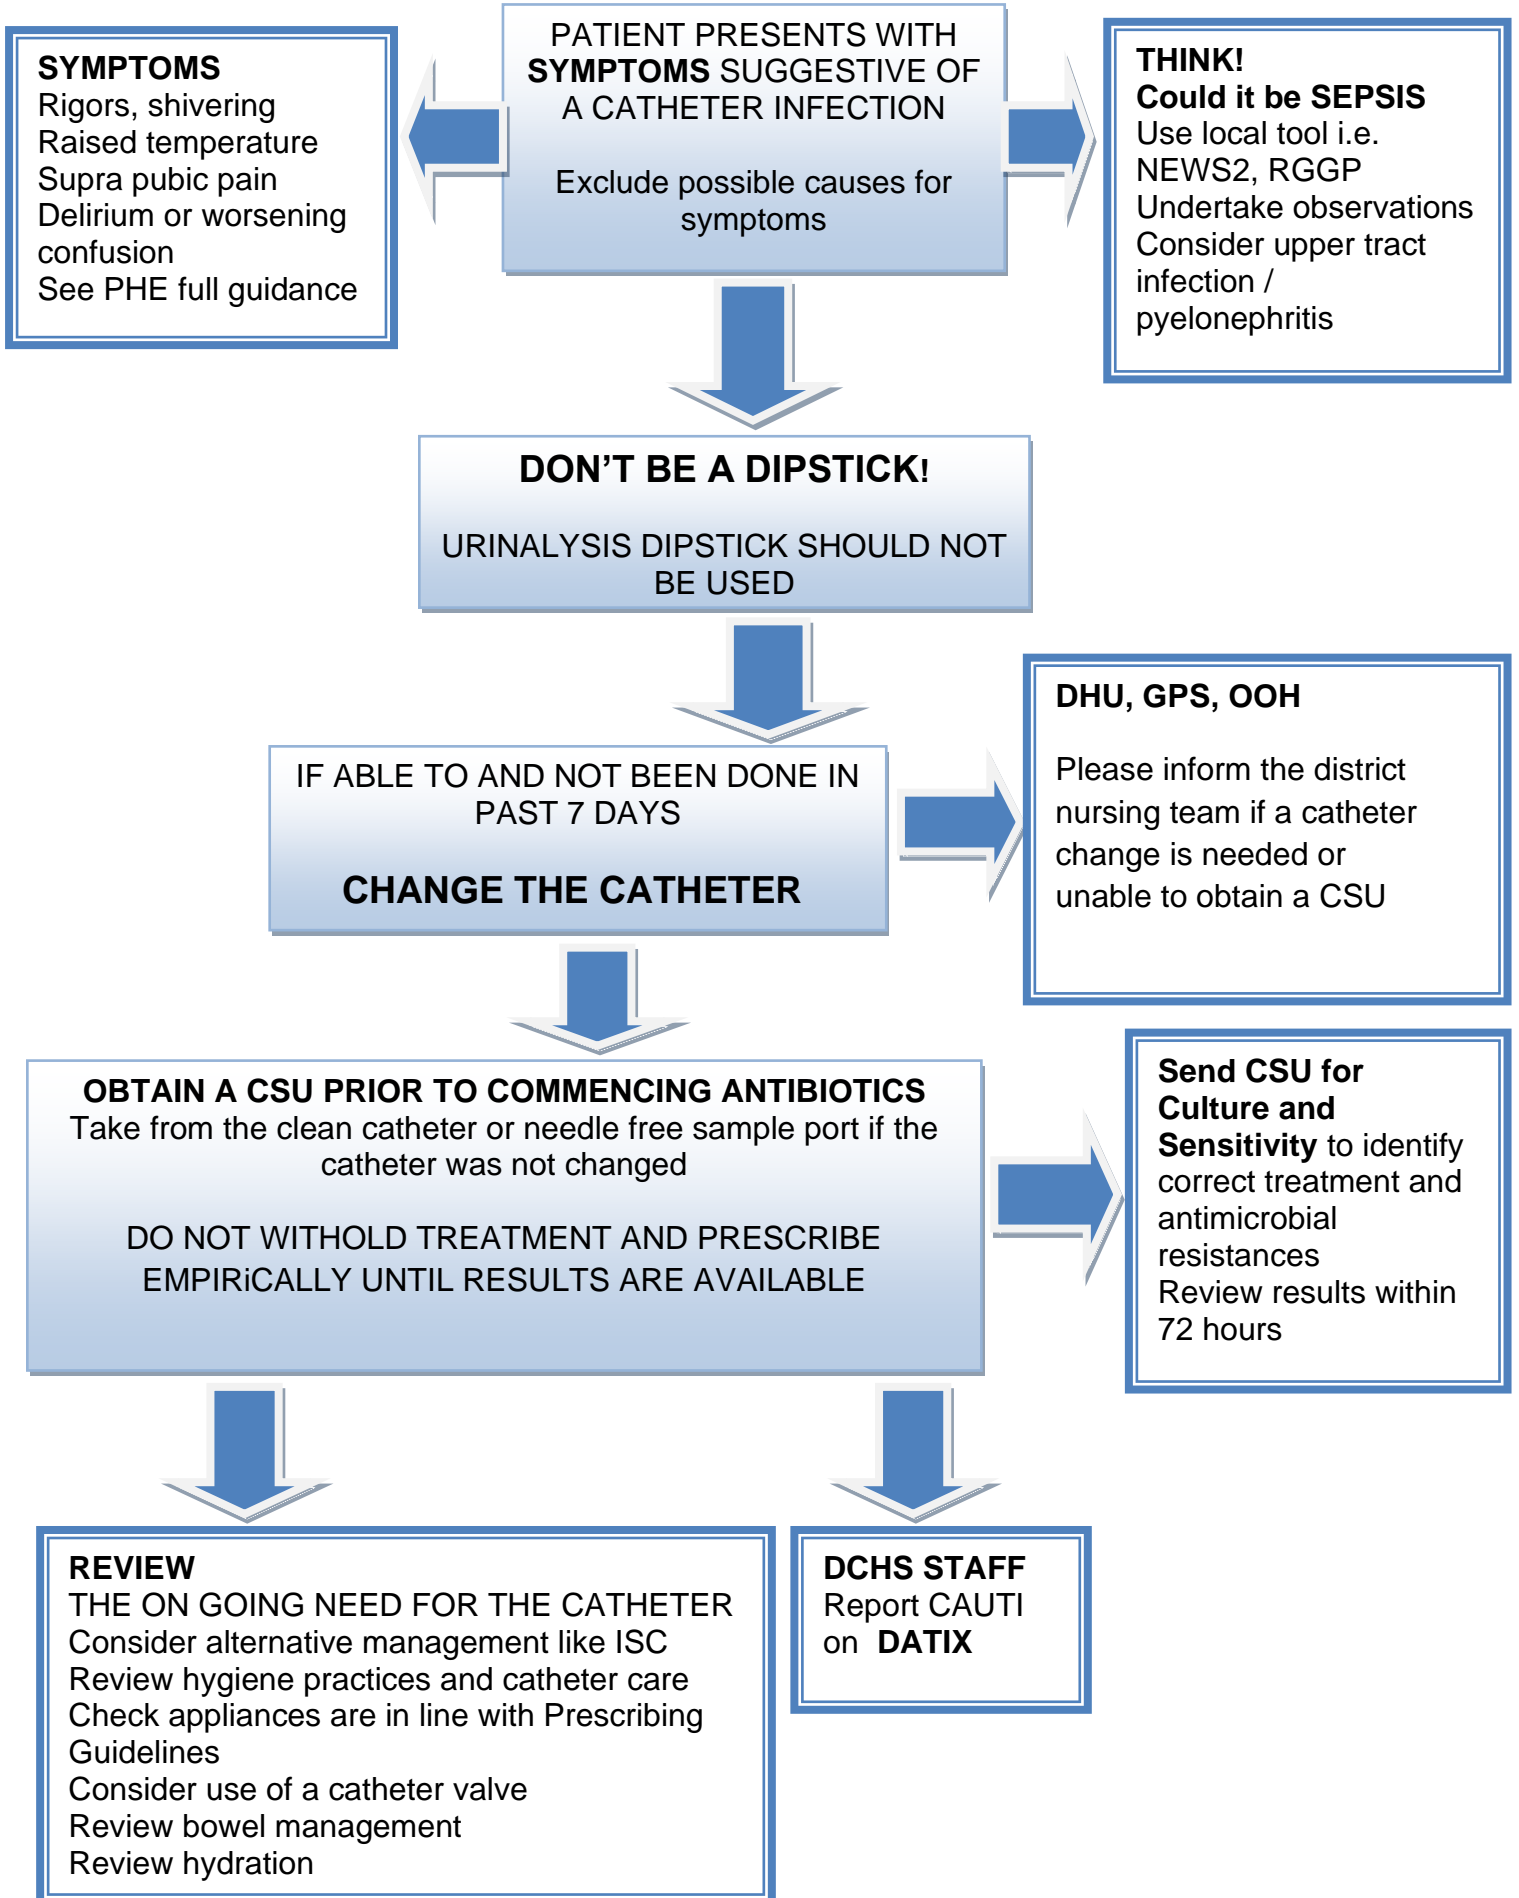 SYMPTOMS
Rigors, shivering
Raised temperature
Supra pubic pain
Delirium or worsening
confusion
See PHE full guidance
PATIENT PRESENTS WITH
SYMPTOMS SUGGESTIVE OF
A CATHETER INFECTION
Exclude possible causes for
symptoms
THINK!
Could it be SEPSIS
Use local tool i.e.
NEWS2, RGGP
Undertake observations
Consider upper tract
infection /
pyelonephritis
DON’T BE A DIPSTICK!
URINALYSIS DIPSTICK SHOULD NOT
BE USED
IF ABLE TO AND NOT BEEN DONE IN
PAST 7 DAYS
CHANGE THE CATHETER
DHU, GPS, OOH
Please inform the district
nursing team if a catheter
change is needed or
unable to obtain a CSU
OBTAIN A CSU PRIOR TO COMMENCING ANTIBIOTICS
Take from the clean catheter or needle free sample port if the
catheter was not changed
DO NOT WITHOLD TREATMENT AND PRESCRIBE
EMPIRiCALLY UNTIL RESULTS ARE AVAILABLE
Send CSU for
Culture and
Sensitivity to identify
correct treatment and
antimicrobial
resistances
Review results within
72 hours
REVIEW
THE ON GOING NEED FOR THE CATHETER
Consider alternative management like ISC
Review hygiene practices and catheter care
Check appliances are in line with Prescribing
Guidelines
Consider use of a catheter valve
Review bowel management
Review hydration
DCHS STAFF
Report CAUTI
on DATIX